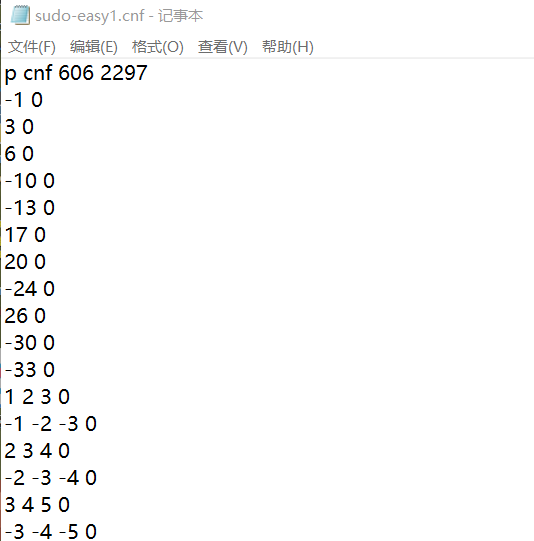 sudo-easy1.cnf - 记事本
文件(F) 编辑(E) 格式(O) 查看(V) 帮助(H)
p cnf 606 2297
-1 0
3 0
6 0
-10 0
-13 0
17 0
20 0
-24 0
26 0
-30 0
-33 0
1 2 3 0
-1 -2 -3 0
2 3 4 0
-2 -3 -4 0
3 4 5 0
-3 -4 -5 0